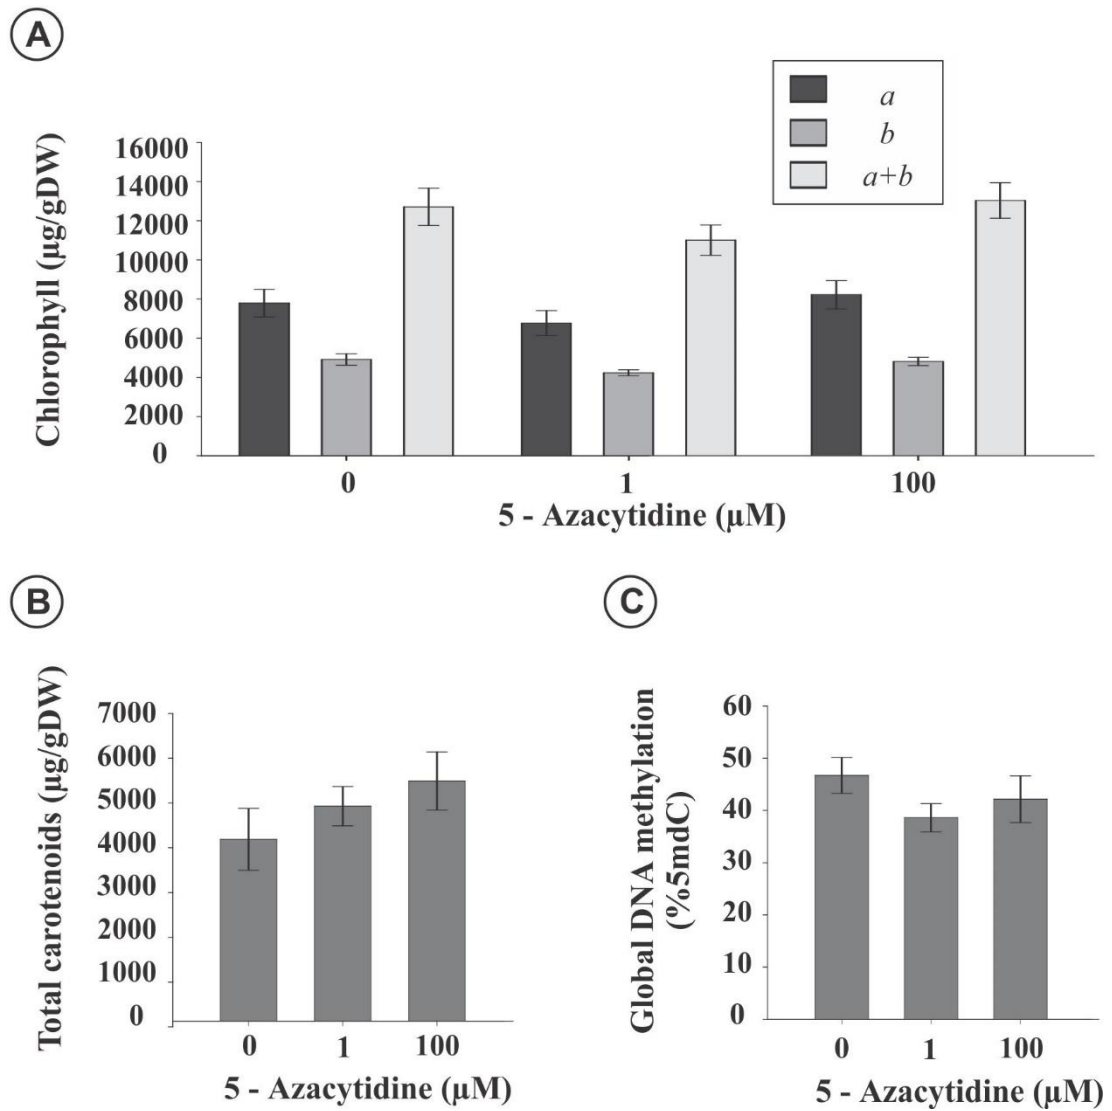 A
a
b
a+b
Chlorophyll (µg/gDW)
16000
14000
12000
10000
8000
6000
4000
2000
0
0 1 100
5 - Azacytidine (µM)
B
Total carotenoids (µg/gDW)
7000
6000
5000
4000
3000
2000
1000
0
0 1 100
5 - Azacytidine (µM)
C
Global DNA methylation
(%5mdC)
60
50
40
30
20
10
0
0 1 100
5 - Azacytidine (µM)